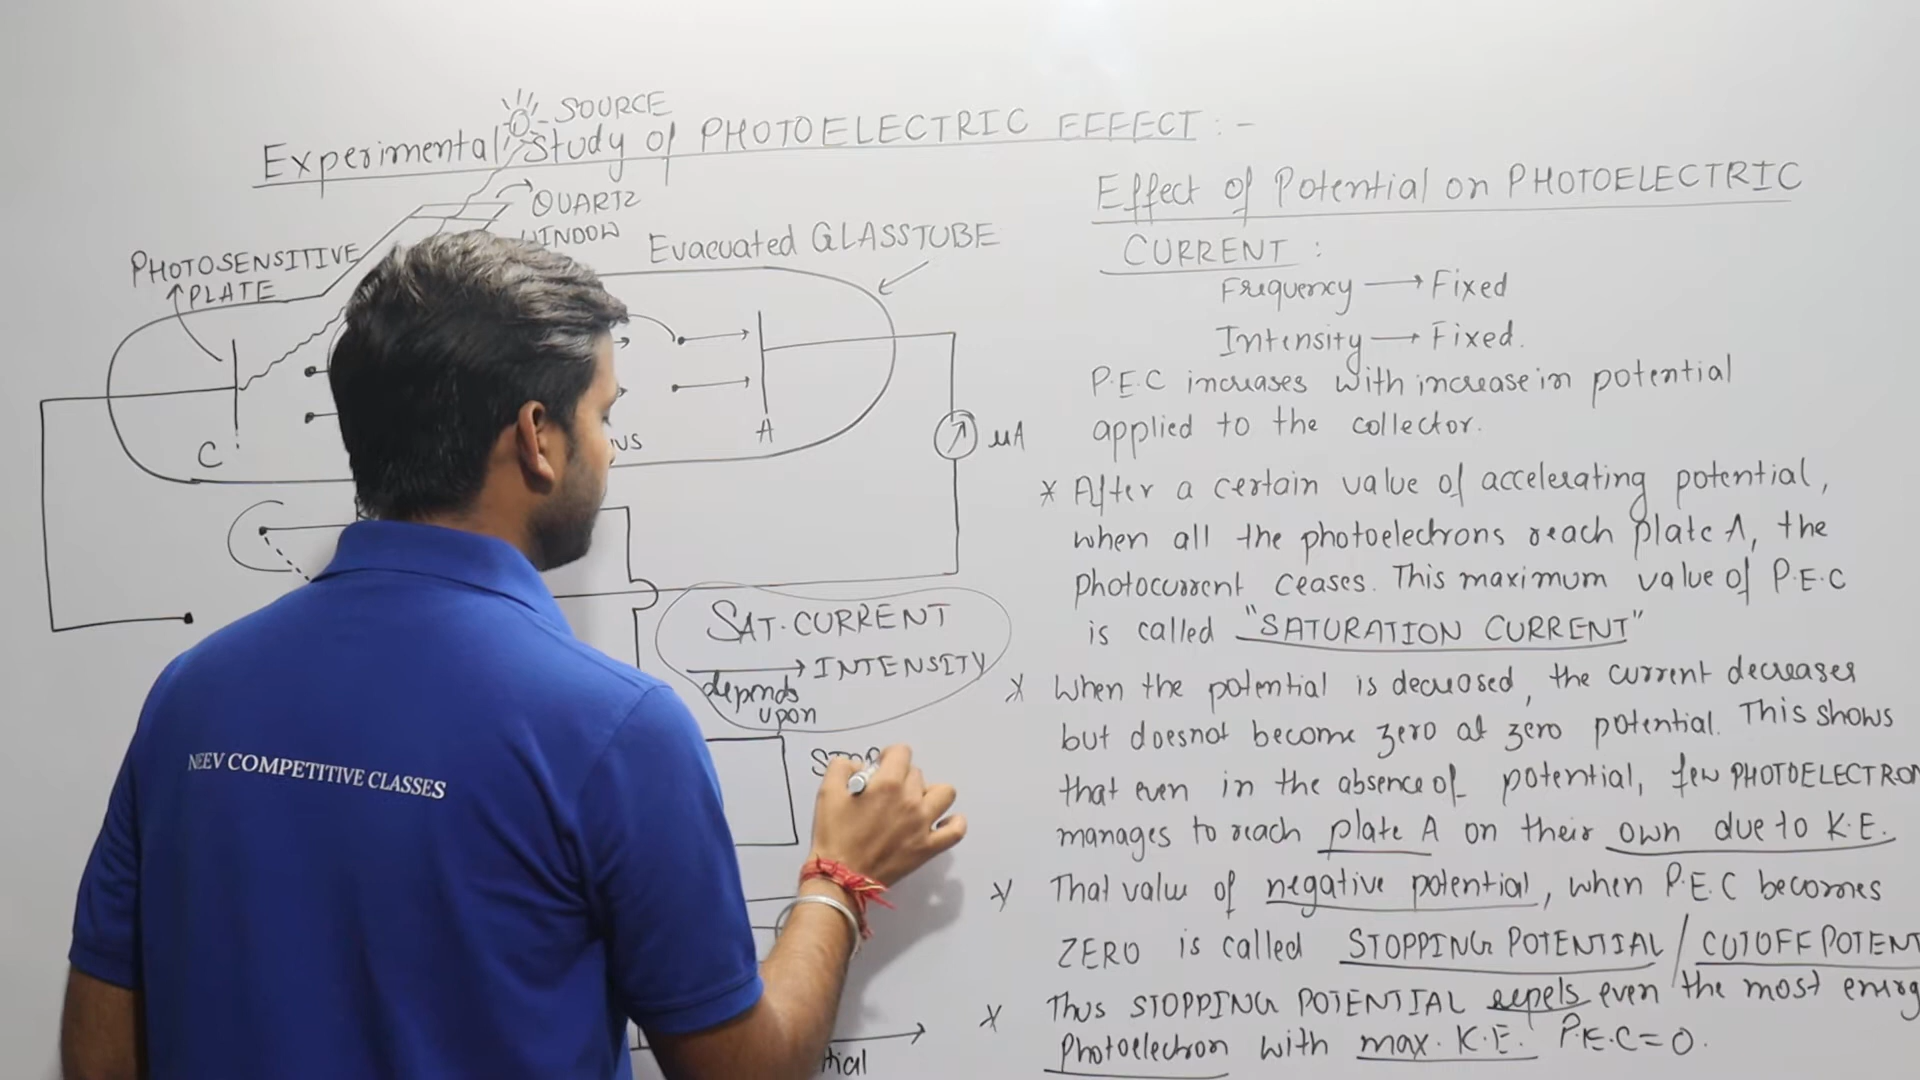 SOURCE
Experimental Study of PHOTOELECTRIC EFFECT : -
QUARTZ
WINDOW
PHOTOSENSITIVE
PLATE
Evacuated GLASSTUBE
C
A
μA
SAT. CURRENT
→ INTENSITY
depends
upon
STOP
tial
NEEV COMPETITIVE CLASSES
Effect of Potential on PHOTOELECTRIC
CURRENT :
Frequency → Fixed
Intensity → Fixed.
P.E.C increases with increase in potential
applied to the collector.
* After a certain value of accelerating potential,
when all the photoelectrons reach plate A, the
photocurrent ceases. This maximum value of P.E.C
is called "SATURATION CURRENT"
* When the potential is decreased, the current decreases
but doesnot become zero at zero potential. This shows
that even in the absence of potential, few PHOTOELECTRON
manages to reach plate A on their own due to K.E.
* That value of negative potential, when P.E.C becomes
ZERO is called STOPPING POTENTIAL / CUTOFF POTENT
* Thus STOPPING POTENTIAL repels even the most energ
Photoelectron with max. K.E. P.E.C = 0.